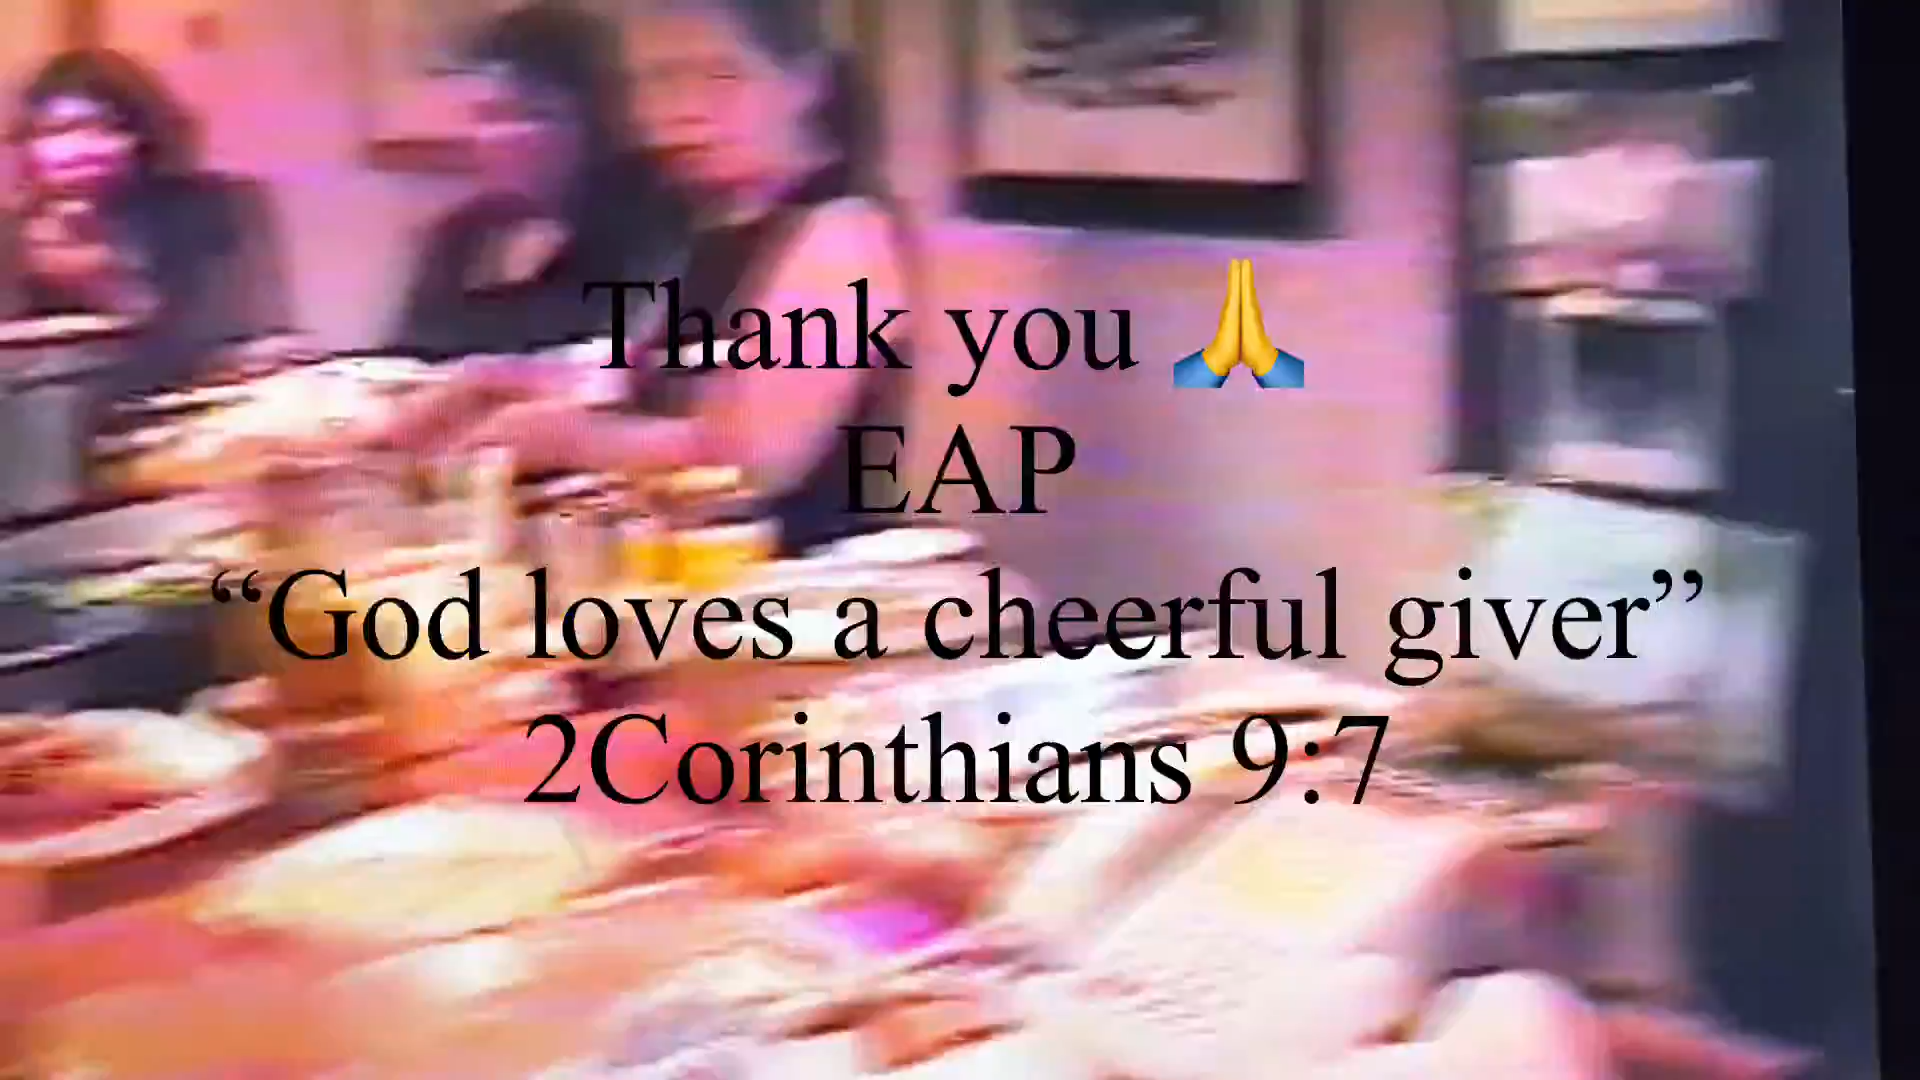 Thank you 🙏
EAP
“God loves a cheerful giver”
2Corinthians 9:7